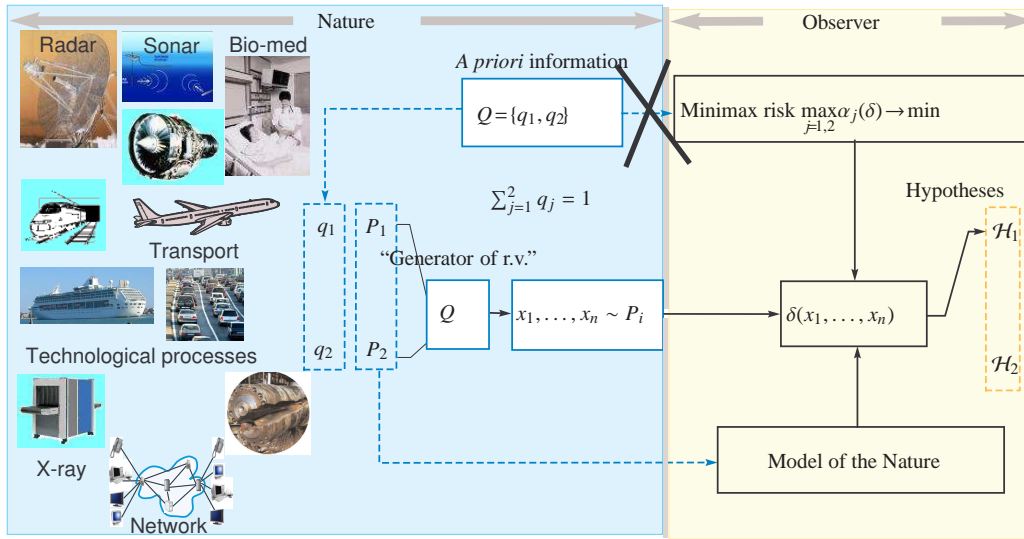 Nature
Observer
Radar
Sonar
Bio-med
A priori information
Q = {q₁, q₂}
Minimax risk max αⱼ(δ) → min
j=1,2
∑²ⱼ₌₁ qⱼ = 1
Hypotheses
q₁
P₁
ℋ₁
Transport
"Generator of r.v."
Q
x₁, . . . , xₙ ∼ Pᵢ
δ(x₁, . . . , xₙ)
Technological processes
q₂
P₂
ℋ₂
X-ray
Model of the Nature
Network